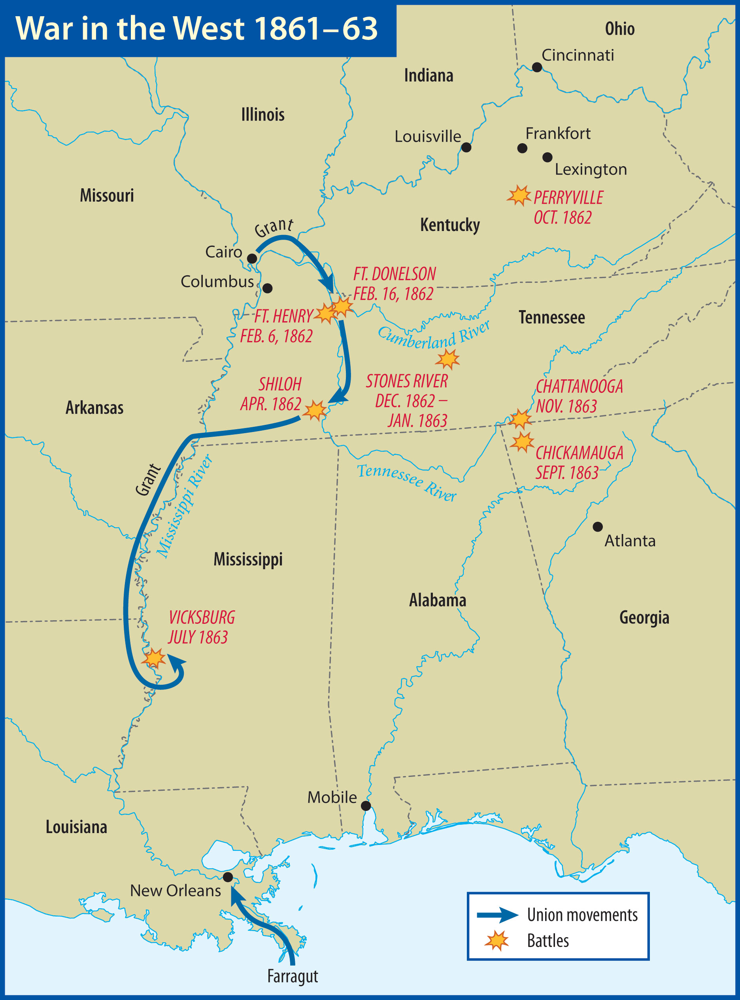 War in the West 1861–63
Ohio
Cincinnati
Indiana
Illinois
Louisville
Frankfort
Lexington
Missouri
PERRYVILLE
OCT. 1862
Kentucky
Grant
Cairo
Columbus
FT. DONELSON
FEB. 16, 1862
FT. HENRY
FEB. 6, 1862
Tennessee
Cumberland River
SHILOH
APR. 1862
STONES RIVER
DEC. 1862 –
JAN. 1863
CHATTANOOGA
NOV. 1863
Arkansas
CHICKAMAUGA
SEPT. 1863
Tennessee River
Grant
Mississippi River
Atlanta
Mississippi
Alabama
Georgia
VICKSBURG
JULY 1863
Mobile
Louisiana
New Orleans
Farragut
Union movements
Battles